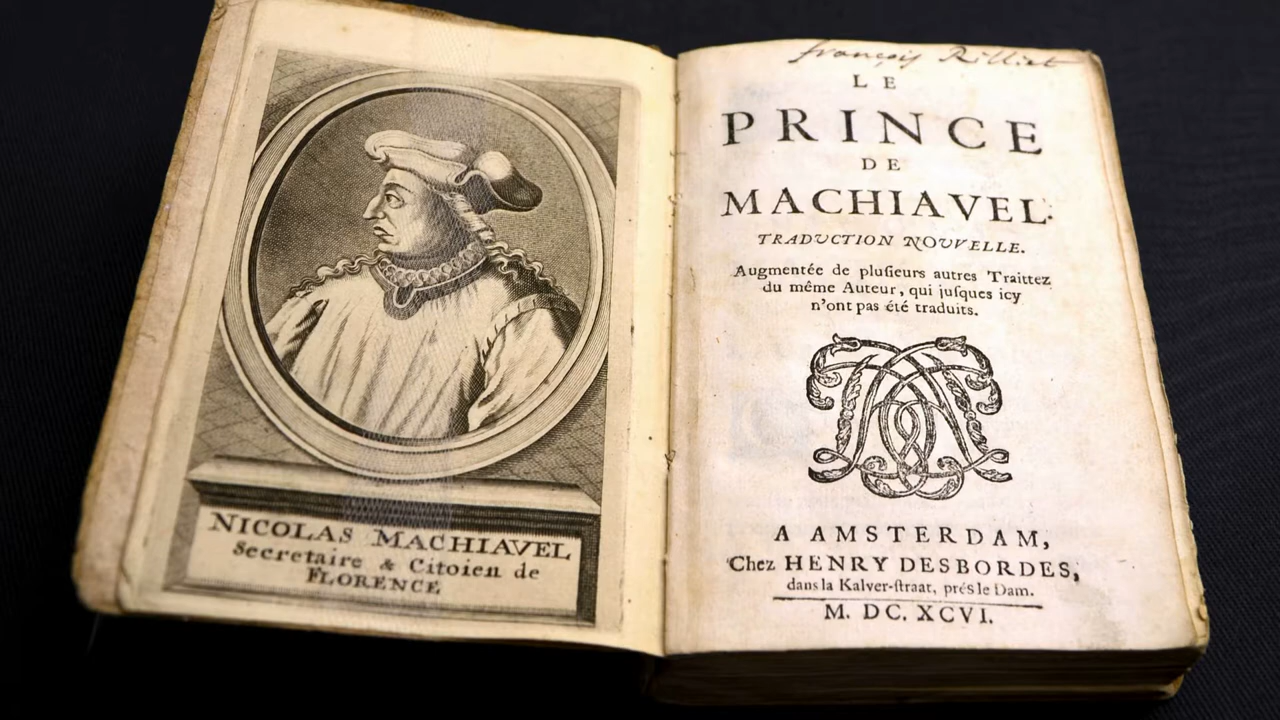 NICOLAS MACHIAVEL
Secretaire & Citoien de
FLORENCE
françois Rilliet
LE
PRINCE
DE
MACHIAVEL.
TRADUCTION NOUVELLE.
Augmentée de pluſieurs autres Traittez
du même Auteur, qui juſques icy
n'ont pas été traduits.
A AMSTERDAM,
Chez HENRY DESBORDES,
dans la Kalver-ſtraat, prés le Dam.
M. DC. XCVI.